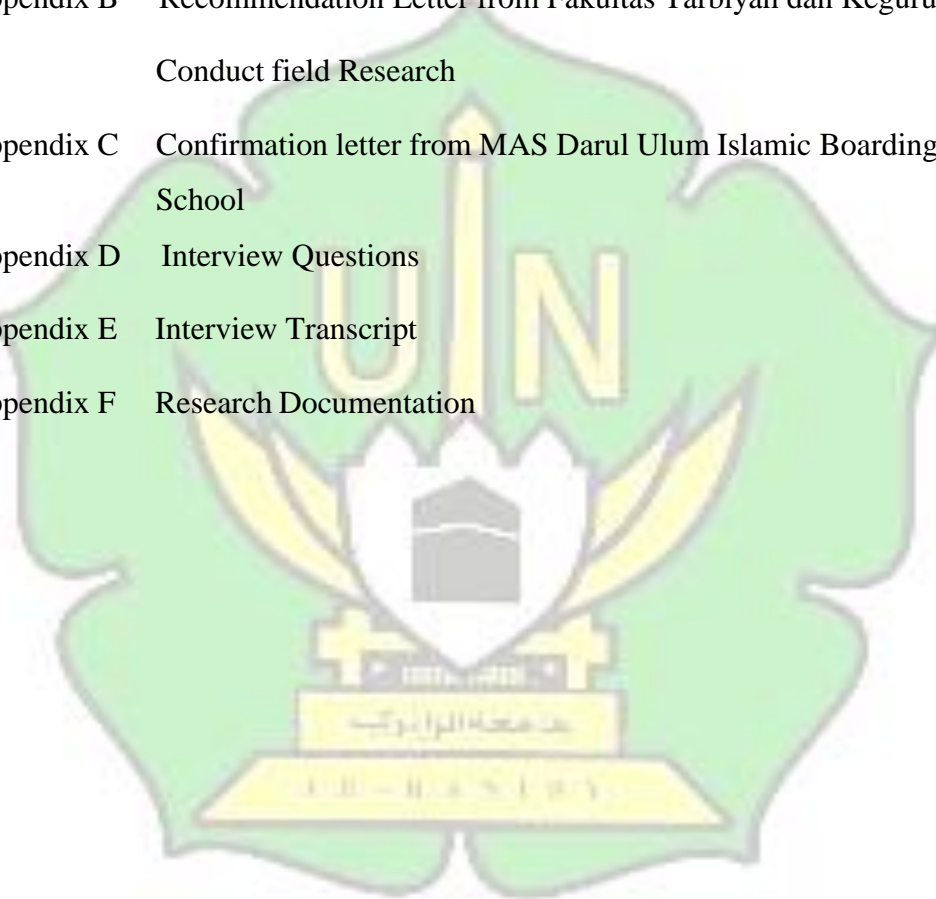 ppendix B Recommendation Letter from Fakultas Tarbiyah dan Keguru
Conduct field Research
ppendix C Confirmation letter from MAS Darul Ulum Islamic Boarding
School
ppendix D Interview Questions
ppendix E Interview Transcript
ppendix F Research Documentation
U N